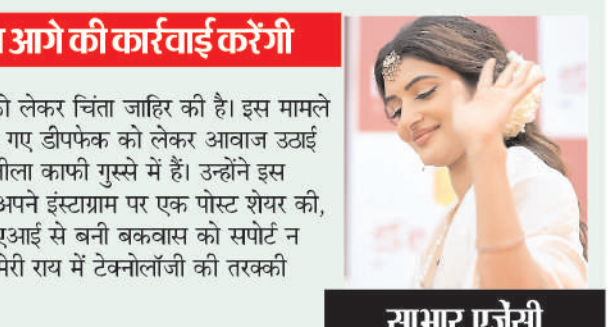 आगे की कार्रवाई करेंगी
लेकर चिंता जाहिर की है। इस मामले
गए डीपफेक को लेकर आवाज उठाई
काफी गुस्से में हैं। उन्होंने इस
अपने इंस्टाग्राम पर एक पोस्ट शेयर की,
से बनी बकवास को सपोर्ट न
मेरी राय में टेक्नोलॉजी की तरक्की
साभार एजेंसी